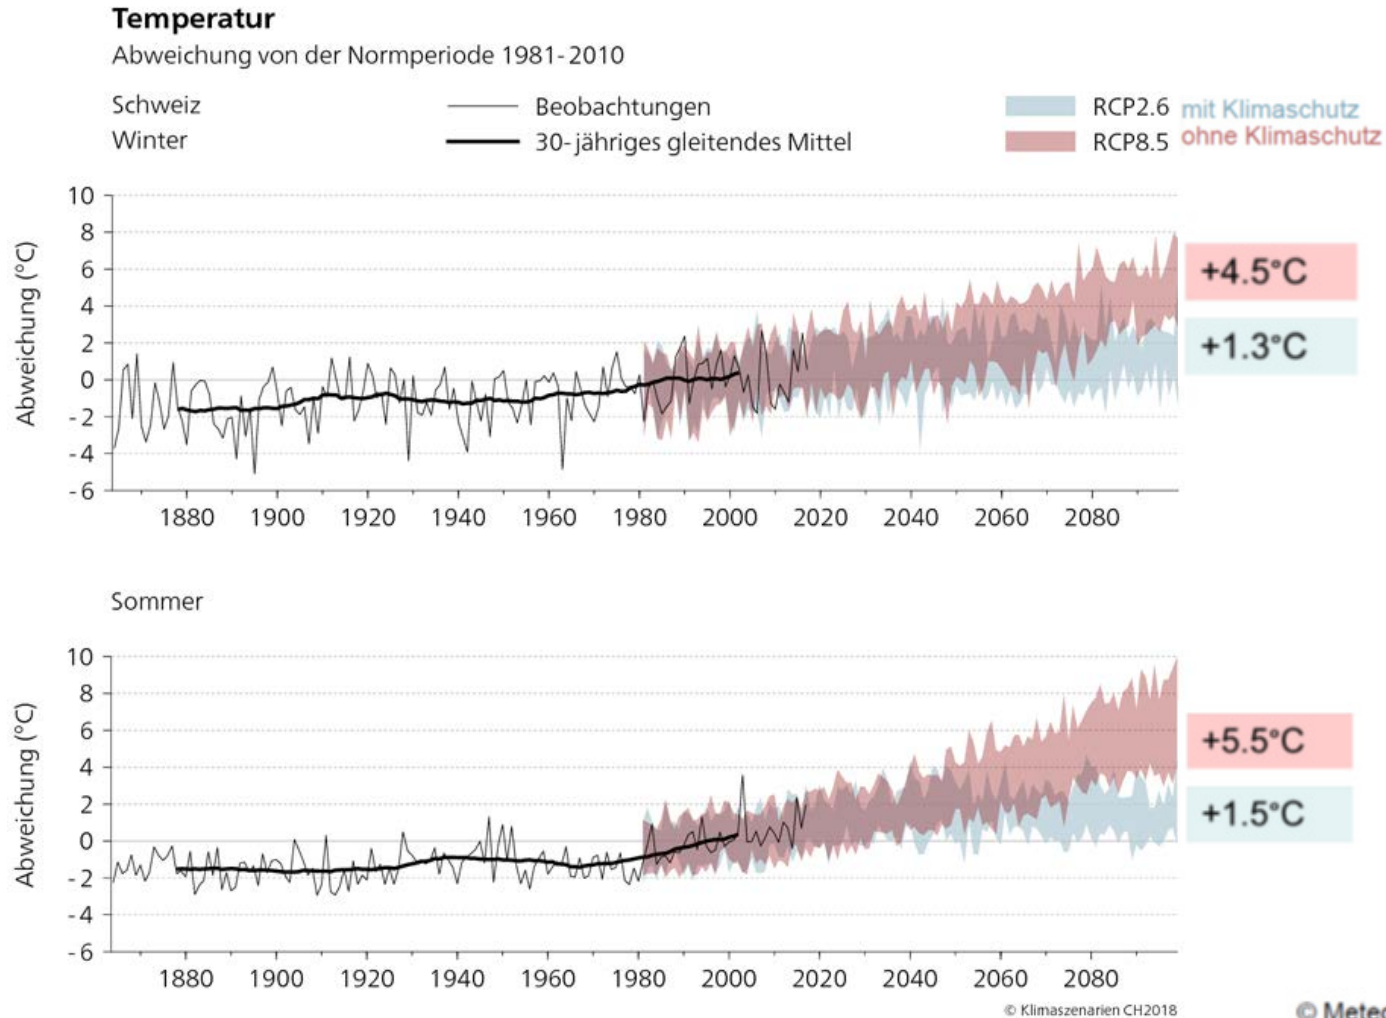 Temperatur
Abweichung von der Normperiode 1981-2010
Schweiz
Beobachtungen
RCP2.6 mit Klimaschutz
Winter
30-jähriges gleitendes Mittel
RCP8.5 ohne Klimaschutz
Abweichung (°C)
10
8
6
4
2
0
-2
-4
-6
1880 1900 1920 1940 1960 1980 2000 2020 2040 2060 2080
+4.5°C
+1.3°C
Sommer
Abweichung (°C)
10
8
6
4
2
0
-2
-4
-6
1880 1900 1920 1940 1960 1980 2000 2020 2040 2060 2080
+5.5°C
+1.5°C
© Klimaszenarien CH2018